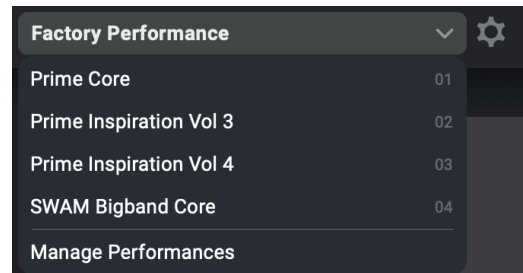 Factory Performance
Prime Core 01
Prime Inspiration Vol 3 02
Prime Inspiration Vol 4 03
SWAM Bigband Core 04
Manage Performances